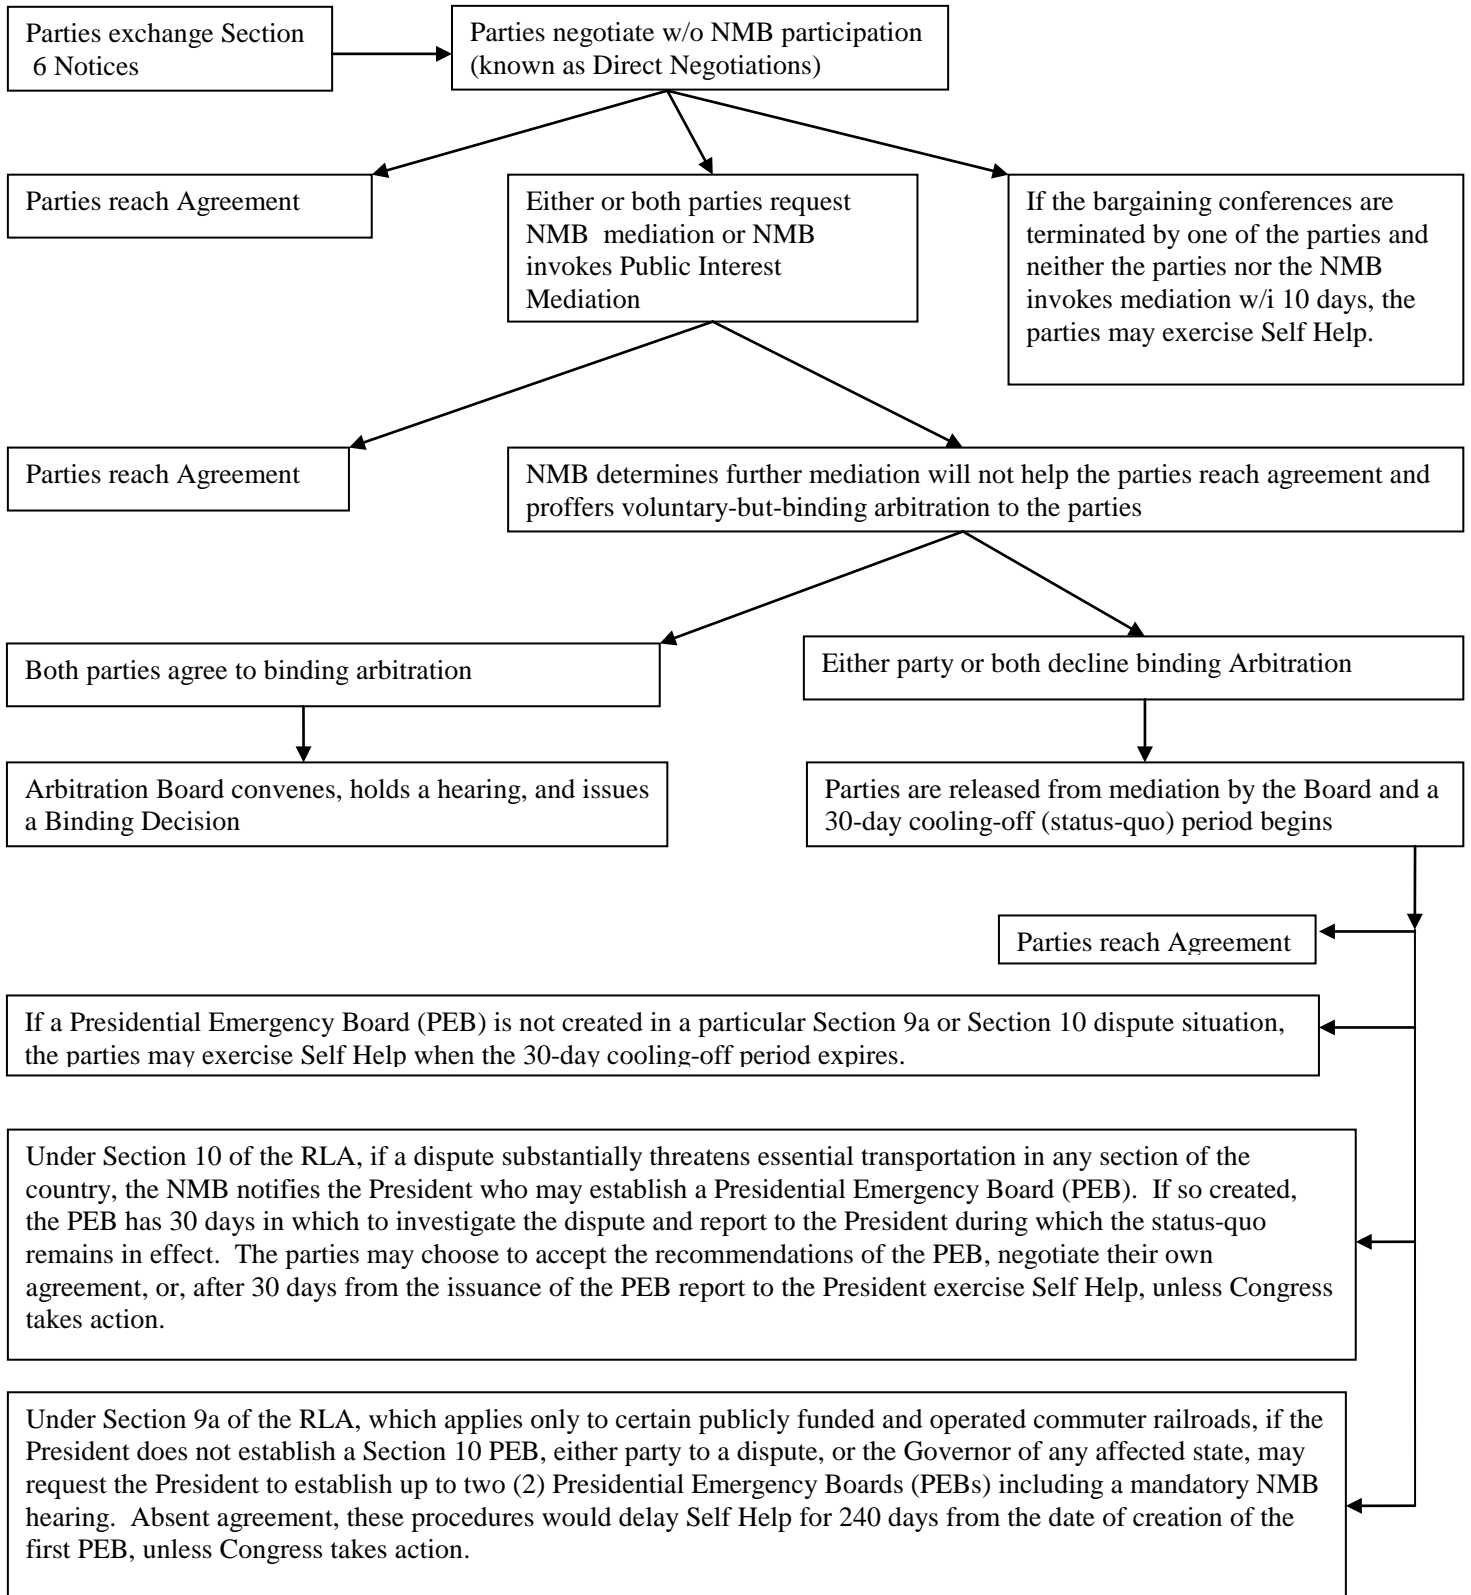 Parties exchange Section
6 Notices
Parties negotiate w/o NMB participation
(known as Direct Negotiations)
Parties reach Agreement
Either or both parties request
NMB mediation or NMB
invokes Public Interest
Mediation
If the bargaining conferences are
terminated by one of the parties and
neither the parties nor the NMB
invokes mediation w/i 10 days, the
parties may exercise Self Help.
Parties reach Agreement
NMB determines further mediation will not help the parties reach agreement and
proffers voluntary-but-binding arbitration to the parties
Both parties agree to binding arbitration
Either party or both decline binding Arbitration
Arbitration Board convenes, holds a hearing, and issues
a Binding Decision
Parties are released from mediation by the Board and a
30-day cooling-off (status-quo) period begins
Parties reach Agreement
If a Presidential Emergency Board (PEB) is not created in a particular Section 9a or Section 10 dispute situation,
the parties may exercise Self Help when the 30-day cooling-off period expires.
Under Section 10 of the RLA, if a dispute substantially threatens essential transportation in any section of the
country, the NMB notifies the President who may establish a Presidential Emergency Board (PEB). If so created,
the PEB has 30 days in which to investigate the dispute and report to the President during which the status-quo
remains in effect. The parties may choose to accept the recommendations of the PEB, negotiate their own
agreement, or, after 30 days from the issuance of the PEB report to the President exercise Self Help, unless Congress
takes action.
Under Section 9a of the RLA, which applies only to certain publicly funded and operated commuter railroads, if the
President does not establish a Section 10 PEB, either party to a dispute, or the Governor of any affected state, may
request the President to establish up to two (2) Presidential Emergency Boards (PEBs) including a mandatory NMB
hearing. Absent agreement, these procedures would delay Self Help for 240 days from the date of creation of the
first PEB, unless Congress takes action.